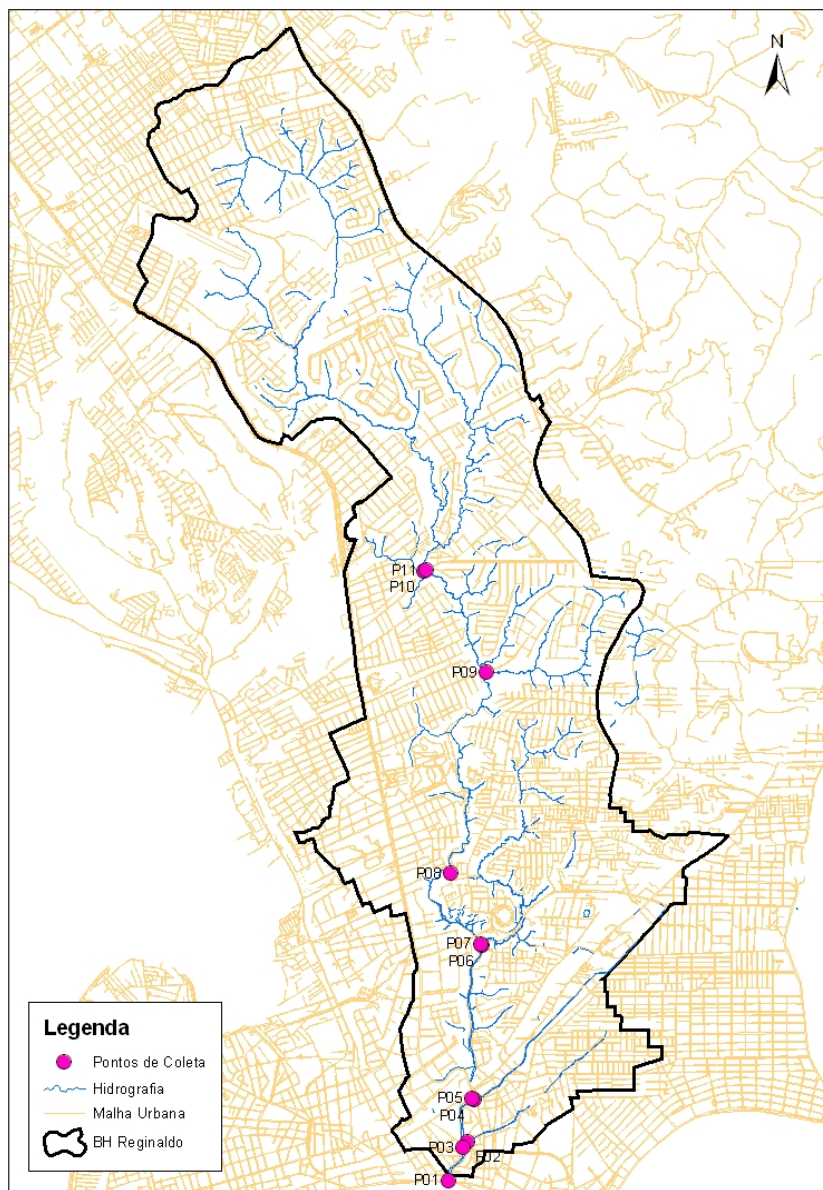 N
P11
P10
P09
P08
P07
P06
P05
P04
P03
P02
P01
Legenda
Pontos de Coleta
Hidrografia
Malha Urbana
BH Reginaldo